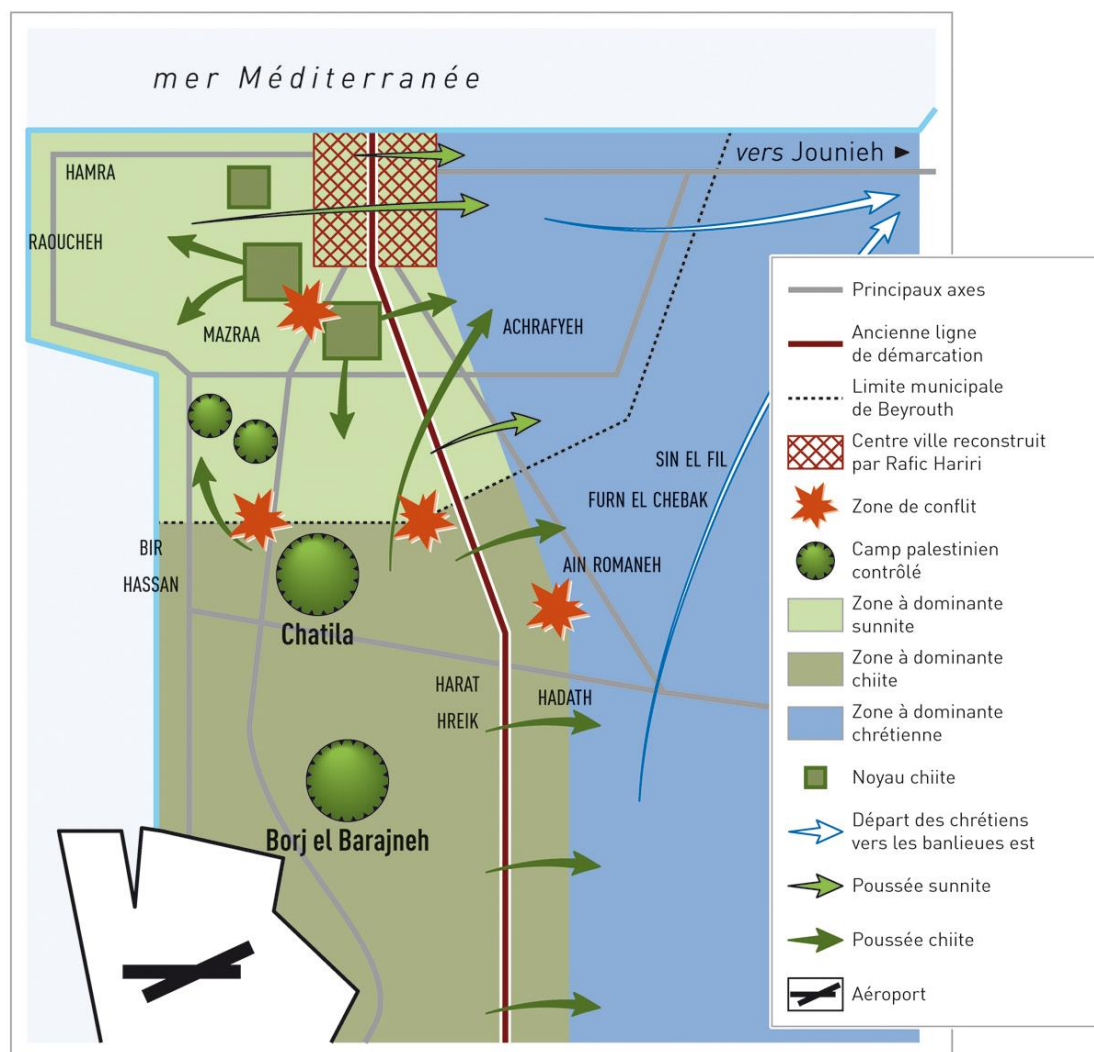 mer Méditerranée
vers Jounieh
HAMRA
RAOUCHEH
MAZRAA
ACHRAFYEH
SIN EL FIL
FURN EL CHEBAK
BIR
HASSAN
AIN ROMANEH
Chatila
HARAT
HREIK
HADATH
Borj el Barajneh
Principaux axes
Ancienne ligne
de démarcation
Limite municipale
de Beyrouth
Centre ville reconstruit
par Rafic Hariri
Zone de conflit
Camp palestinien
contrôlé
Zone à dominante
sunnite
Zone à dominante
chiite
Zone à dominante
chrétienne
Noyau chiite
Départ des chrétiens
vers les banlieues est
Poussée sunnite
Poussée chiite
Aéroport